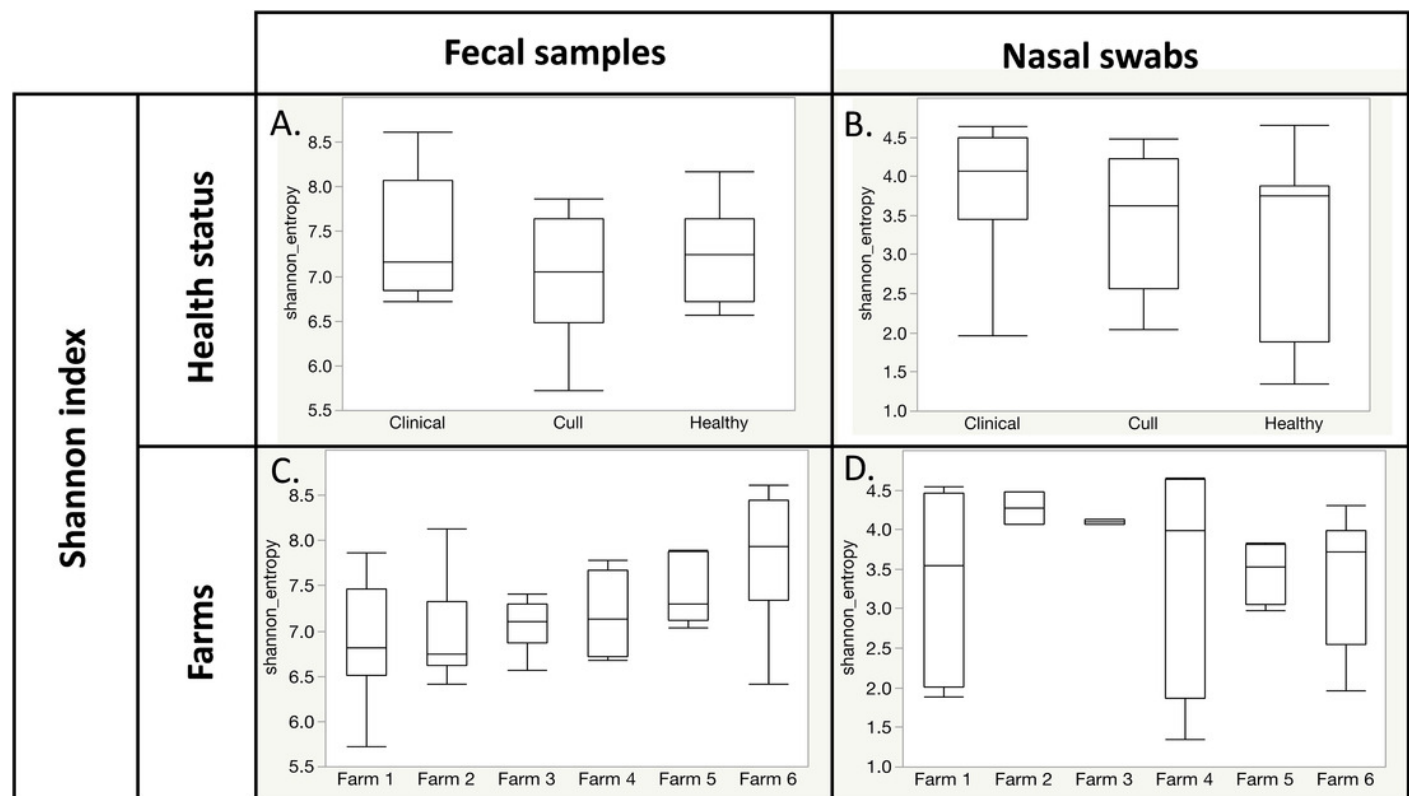 Fecal samples
Nasal swabs
Shannon index
Health status
A.
shannon_entropy
8.5
8.0
7.5
7.0
6.5
6.0
5.5
Clinical Cull Healthy
B.
shannon_entropy
4.5
4.0
3.5
3.0
2.5
2.0
1.5
1.0
Clinical Cull Healthy
Farms
C.
shannon_entropy
8.5
8.0
7.5
7.0
6.5
6.0
5.5
Farm 1 Farm 2 Farm 3 Farm 4 Farm 5 Farm 6
D.
shannon_entropy
4.5
4.0
3.5
3.0
2.5
2.0
1.5
1.0
Farm 1 Farm 2 Farm 3 Farm 4 Farm 5 Farm 6